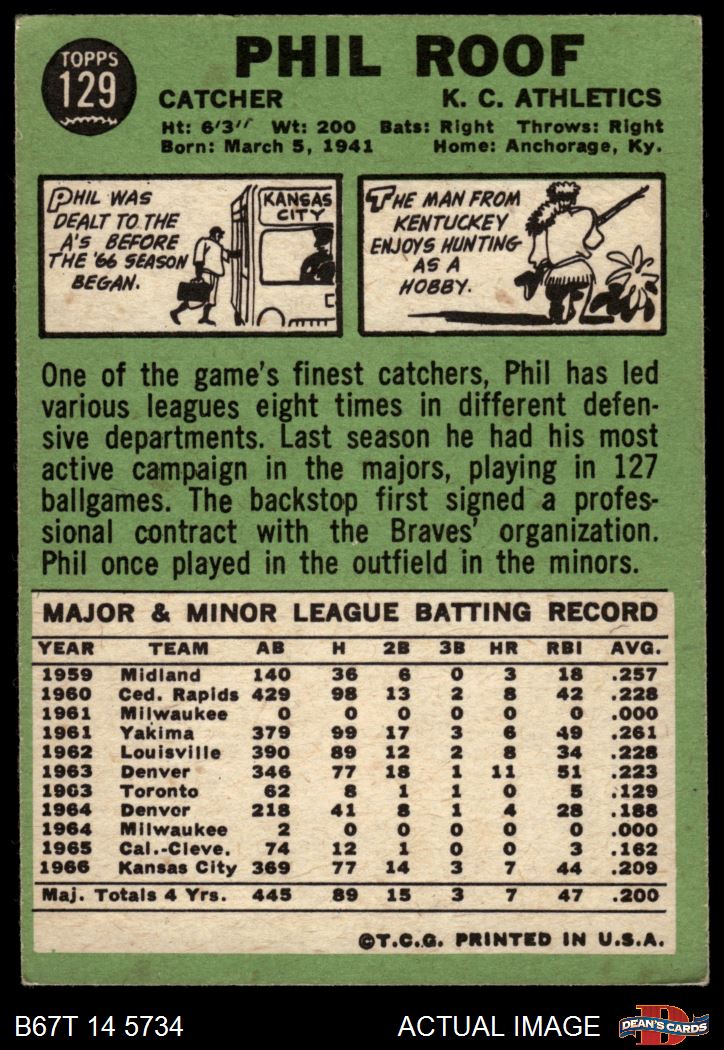 TOPPS
129
PHIL ROOF
CATCHER K. C. ATHLETICS
Ht: 6'3" Wt: 200 Bats: Right Throws: Right
Born: March 5, 1941 Home: Anchorage, Ky.
PHIL WAS
DEALT TO THE
A'S BEFORE
THE '66 SEASON
BEGAN.
KANSAS
CITY
THE MAN FROM
KENTUCKEY
ENJOYS HUNTING
AS A
HOBBY.
One of the game's finest catchers, Phil has led
various leagues eight times in different defen-
sive departments. Last season he had his most
active campaign in the majors, playing in 127
ballgames. The backstop first signed a profes-
sional contract with the Braves' organization.
Phil once played in the outfield in the minors.
MAJOR & MINOR LEAGUE BATTING RECORD
YEAR TEAM AB H 2B 3B HR RBI AVG.
1959 Midland 140 36 6 0 3 18 .257
1960 Ced. Rapids 429 98 13 2 8 42 .228
1961 Milwaukee 0 0 0 0 0 0 .000
1961 Yakima 379 99 17 3 6 49 .261
1962 Louisville 390 89 12 2 8 34 .228
1963 Denver 346 77 18 1 11 51 .223
1963 Toronto 62 8 1 1 0 5 .129
1964 Denver 218 41 8 1 4 28 .188
1964 Milwaukee 2 0 0 0 0 0 .000
1965 Cal.-Cleve. 74 12 1 0 0 3 .162
1966 Kansas City 369 77 14 3 7 44 .209
Maj. Totals 4 Yrs. 445 89 15 3 7 47 .200
©T.C.G. PRINTED IN U.S.A.
B67T 14 5734 ACTUAL IMAGE DEAN'S CARDS